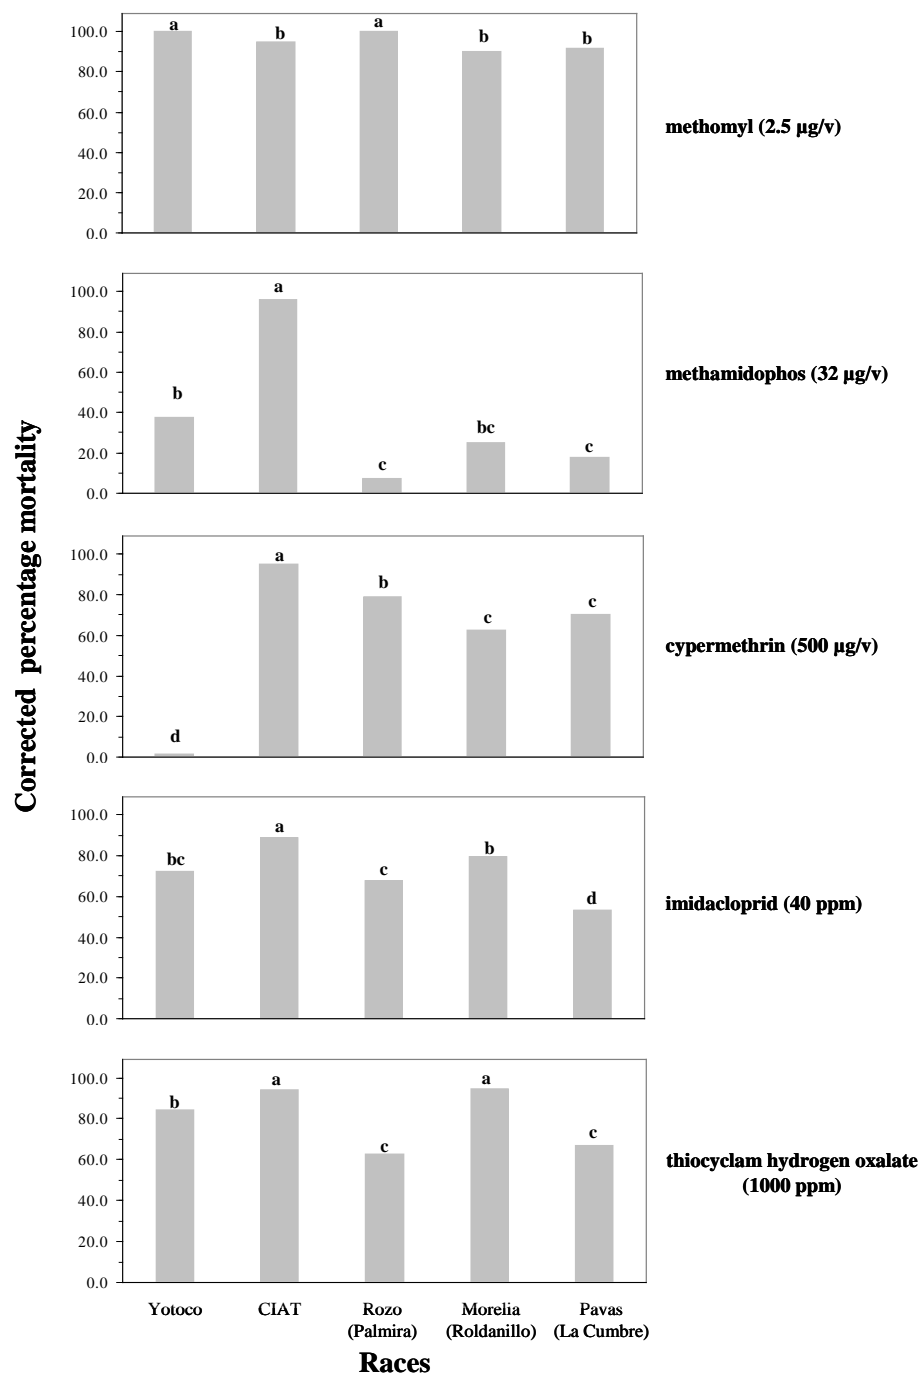 100.0
80.0
60.0
40.0
20.0
0.0
a
b
a
b
b
methomyl (2.5 µg/v)
100.0
80.0
60.0
40.0
20.0
0.0
b
a
c
bc
c
methamidophos (32 µg/v)
Corrected percentage mortality
100.0
80.0
60.0
40.0
20.0
0.0
d
a
b
c
c
cypermethrin (500 µg/v)
100.0
80.0
60.0
40.0
20.0
0.0
bc
a
c
b
d
imidacloprid (40 ppm)
100.0
80.0
60.0
40.0
20.0
0.0
b
a
c
a
c
thiocyclam hydrogen oxalate
(1000 ppm)
Yotoco
CIAT
Rozo
(Palmira)
Morelia
(Roldanillo)
Pavas
(La Cumbre)
Races